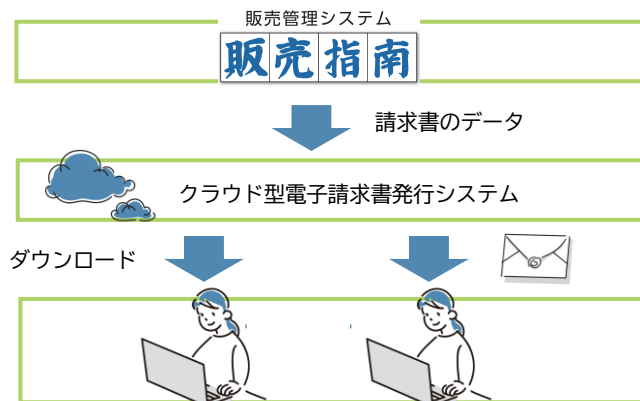 販売管理システム
販売指南
請求書のデータ
クラウド型電子請求書発行システム
ダウンロード